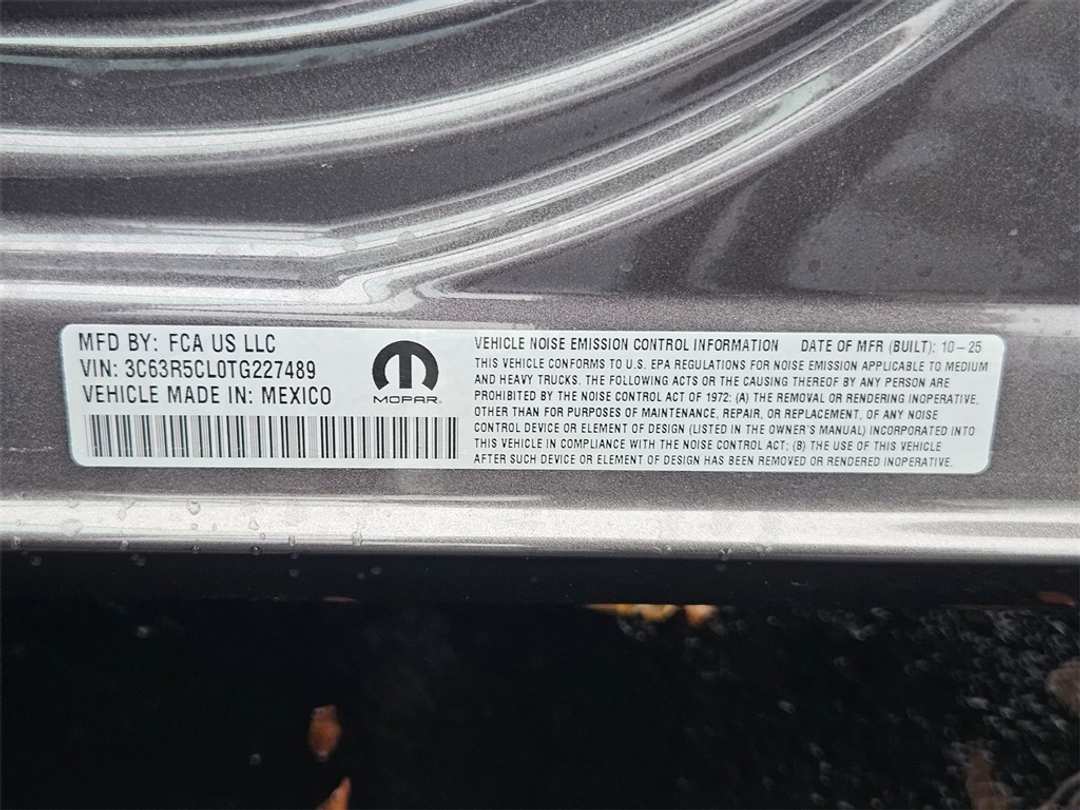 MFD BY: FCA US LLC
VIN: 3C63R5CL0TG227489
VEHICLE MADE IN: MEXICO
MOPAR.
VEHICLE NOISE EMISSION CONTROL INFORMATION DATE OF MFR (BUILT): 10-25
THIS VEHICLE CONFORMS TO U.S. EPA REGULATIONS FOR NOISE EMISSION APPLICABLE TO MEDIUM
AND HEAVY TRUCKS. THE FOLLOWING ACTS OR THE CAUSING THEREOF BY ANY PERSON ARE
PROHIBITED BY THE NOISE CONTROL ACT OF 1972: (A) THE REMOVAL OR RENDERING INOPERATIVE,
OTHER THAN FOR PURPOSES OF MAINTENANCE, REPAIR, OR REPLACEMENT, OF ANY NOISE
CONTROL DEVICE OR ELEMENT OF DESIGN (LISTED IN THE OWNER'S MANUAL) INCORPORATED INTO
THIS VEHICLE IN COMPLIANCE WITH THE NOISE CONTROL ACT; (B) THE USE OF THIS VEHICLE
AFTER SUCH DEVICE OR ELEMENT OF DESIGN HAS BEEN REMOVED OR RENDERED INOPERATIVE.